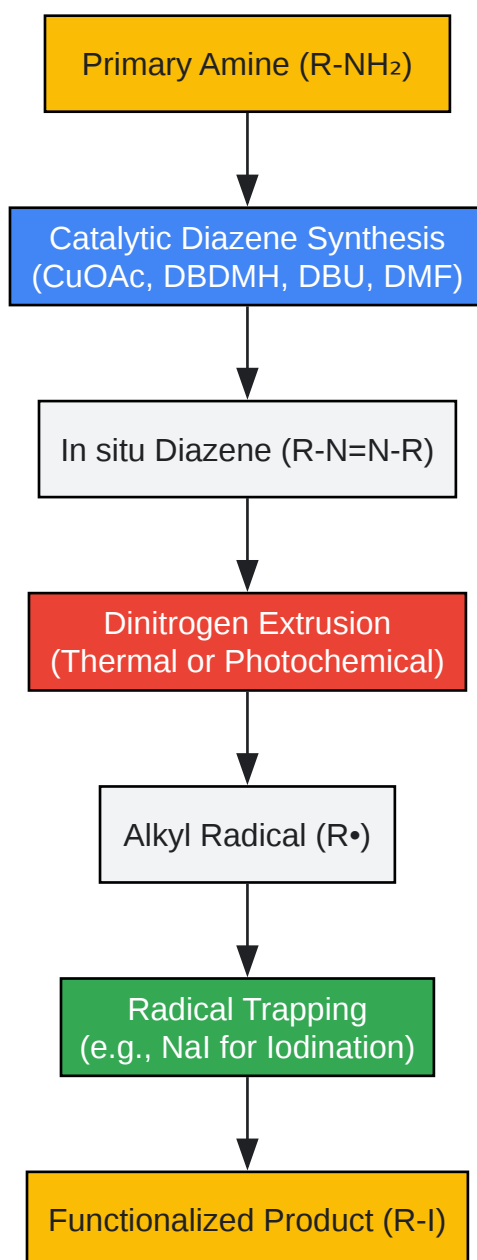 Primary Amine (R-NH₂)
Catalytic Diazene Synthesis
(CuOAc, DBDMH, DBU, DMF)
In situ Diazene (R-N=N-R)
Dinitrogen Extrusion
(Thermal or Photochemical)
Alkyl Radical (R•)
Radical Trapping
(e.g., NaI for Iodination)
Functionalized Product (R-I)